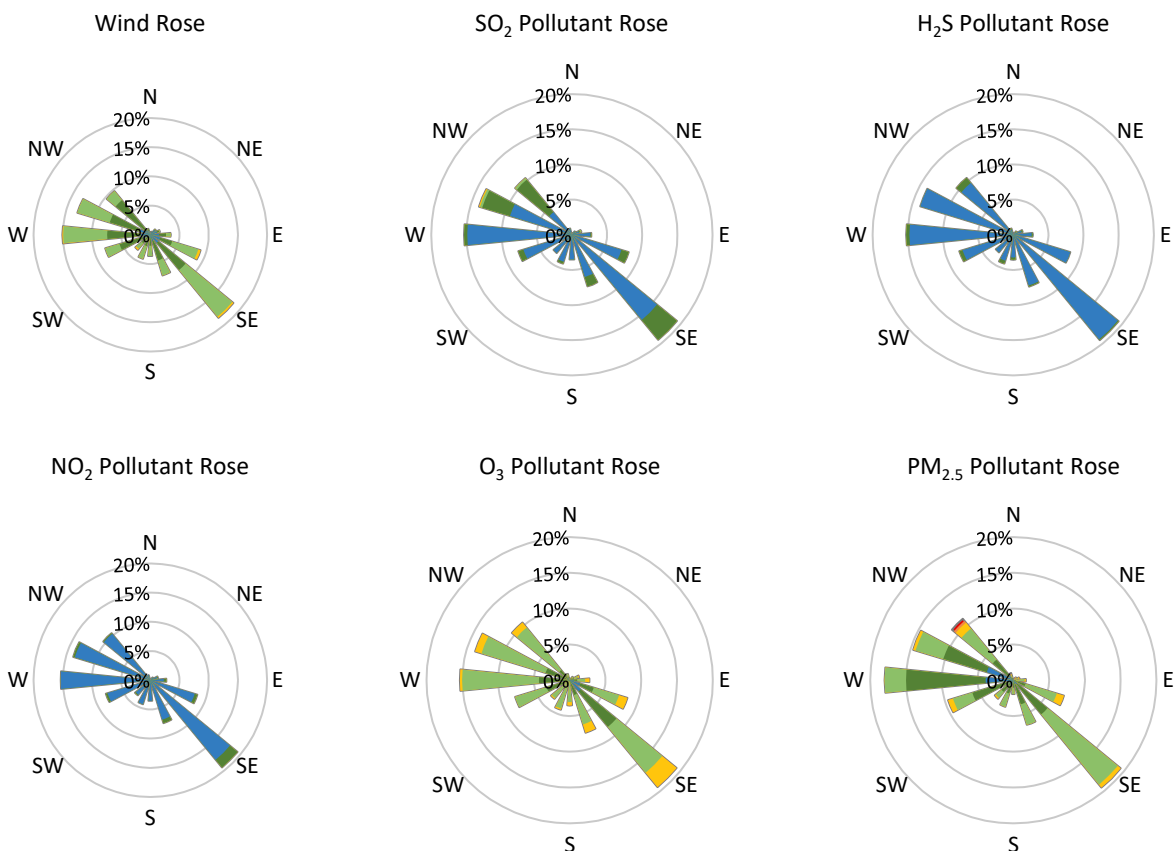 Wind Rose
N
20%
15%
10%
5%
0%
NW
NE
W
E
SW
SE
S
SO₂ Pollutant Rose
N
20%
15%
10%
5%
0%
NW
NE
W
E
SW
SE
S
H₂S Pollutant Rose
N
20%
15%
10%
5%
0%
NW
NE
W
E
SW
SE
S
NO₂ Pollutant Rose
N
20%
15%
10%
5%
0%
NW
NE
W
E
SW
SE
S
O₃ Pollutant Rose
N
20%
15%
10%
5%
0%
NW
NE
W
E
SW
SE
S
PM₂.₅ Pollutant Rose
N
20%
15%
10%
5%
0%
NW
NE
W
E
SW
SE
S